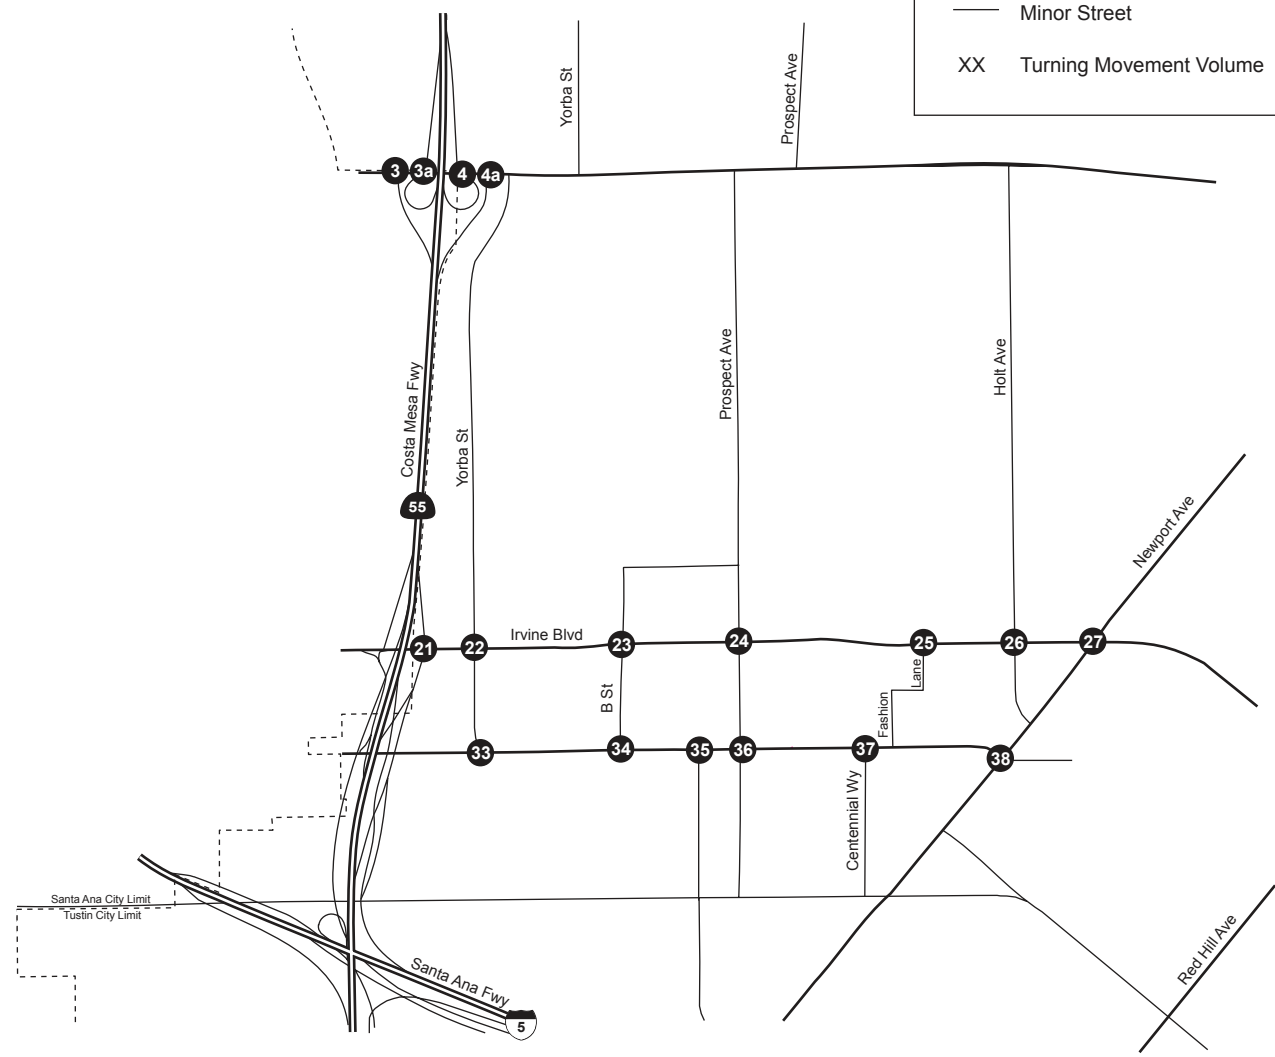 Minor Street
XX Turning Movement Volume
Yorba St
Prospect Ave
3
3a
4
4a
Prospect Ave
Holt Ave
Costa Mesa Fwy
Yorba St
55
Newport Ave
21
22
Irvine Blvd
23
24
25
26
27
B St
Lane
Fashion
33
34
35
36
37
38
Centennial Wy
Santa Ana City Limit
Tustin City Limit
Red Hill Ave
Santa Ana Fwy
5